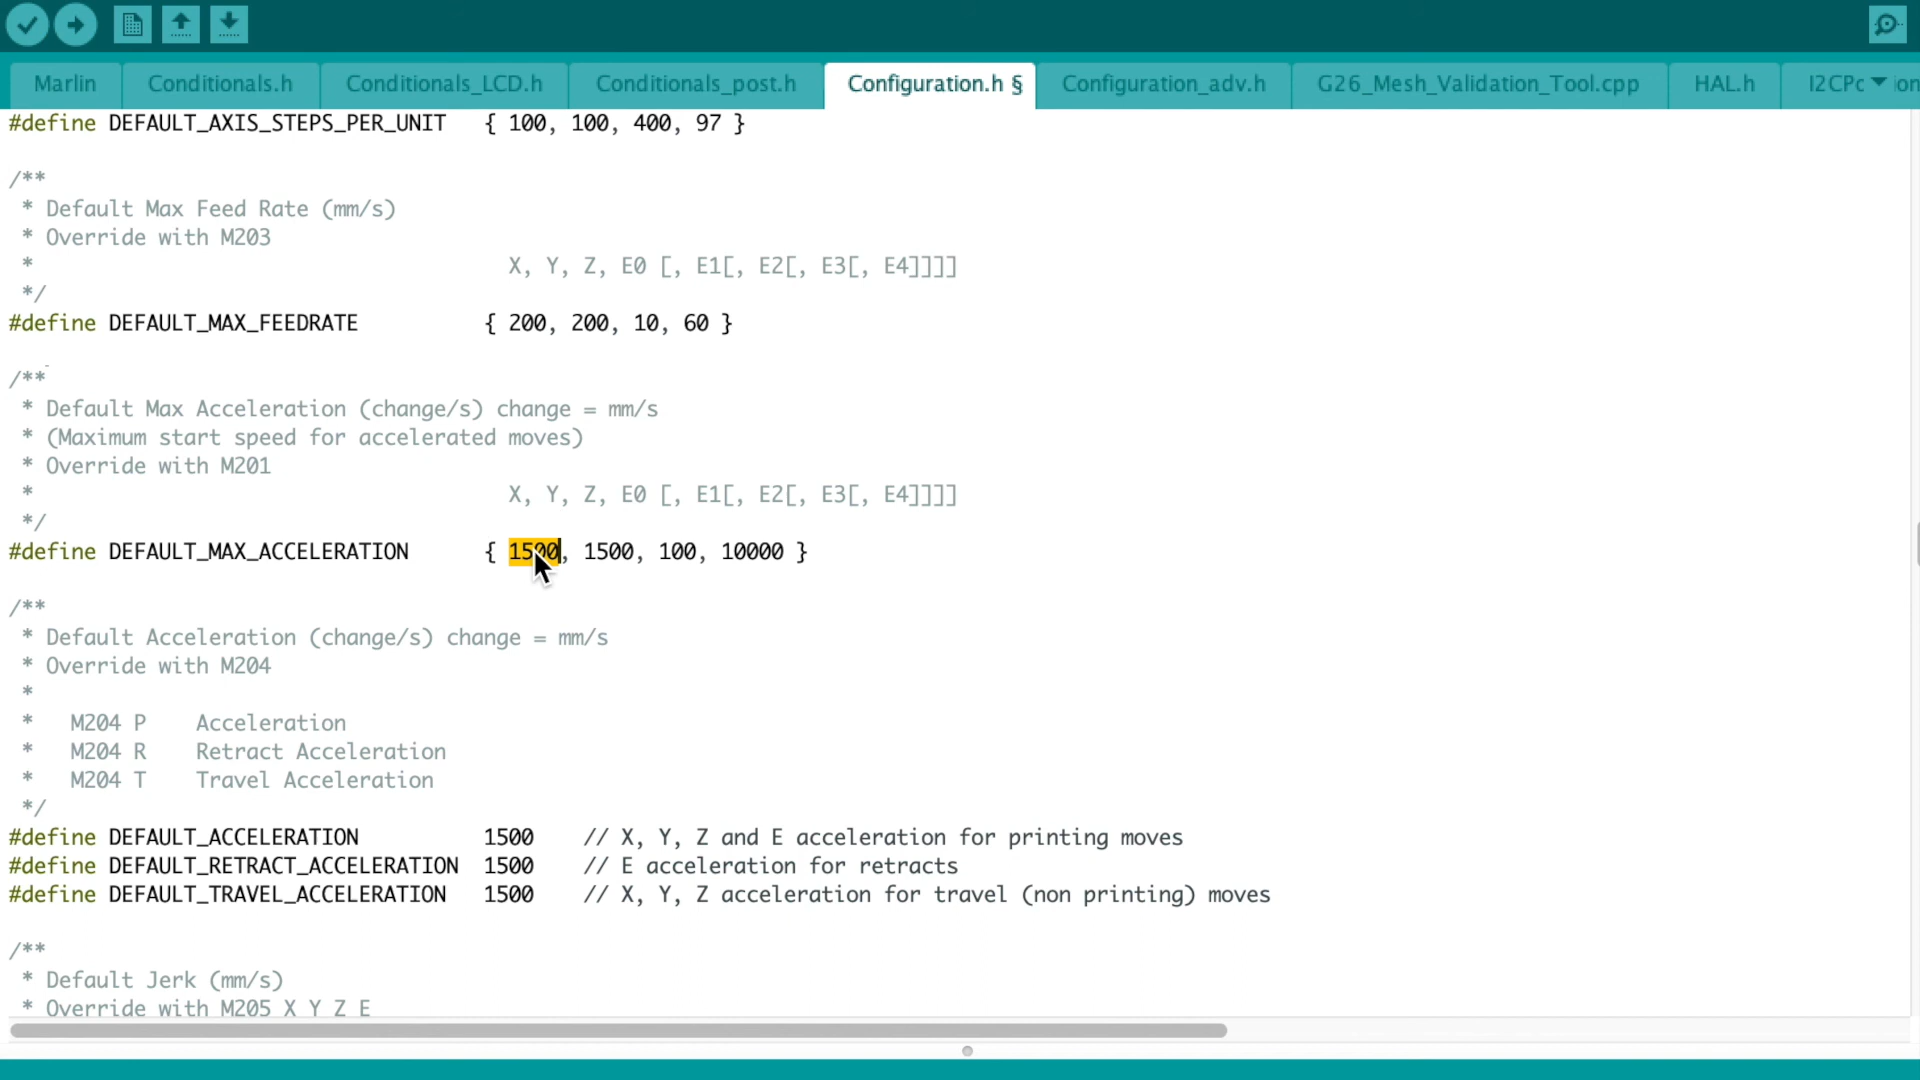 Marlin Conditionals.h Conditionals_LCD.h Conditionals_post.h Configuration.h § Configuration_adv.h G26_Mesh_Validation_Tool.cpp HAL.h I2CPo
#define DEFAULT_AXIS_STEPS_PER_UNIT { 100, 100, 400, 97 }
/**
* Default Max Feed Rate (mm/s)
* Override with M203
* X, Y, Z, E0 [, E1[, E2[, E3[, E4]]]]
*/
#define DEFAULT_MAX_FEEDRATE { 200, 200, 10, 60 }
/**
* Default Max Acceleration (change/s) change = mm/s
* (Maximum start speed for accelerated moves)
* Override with M201
* X, Y, Z, E0 [, E1[, E2[, E3[, E4]]]]
*/
#define DEFAULT_MAX_ACCELERATION { 1500, 1500, 100, 10000 }
/**
* Default Acceleration (change/s) change = mm/s
* Override with M204
*
* M204 P Acceleration
* M204 R Retract Acceleration
* M204 T Travel Acceleration
*/
#define DEFAULT_ACCELERATION 1500 // X, Y, Z and E acceleration for printing moves
#define DEFAULT_RETRACT_ACCELERATION 1500 // E acceleration for retracts
#define DEFAULT_TRAVEL_ACCELERATION 1500 // X, Y, Z acceleration for travel (non printing) moves
/**
* Default Jerk (mm/s)
* Override with M205 X Y Z E